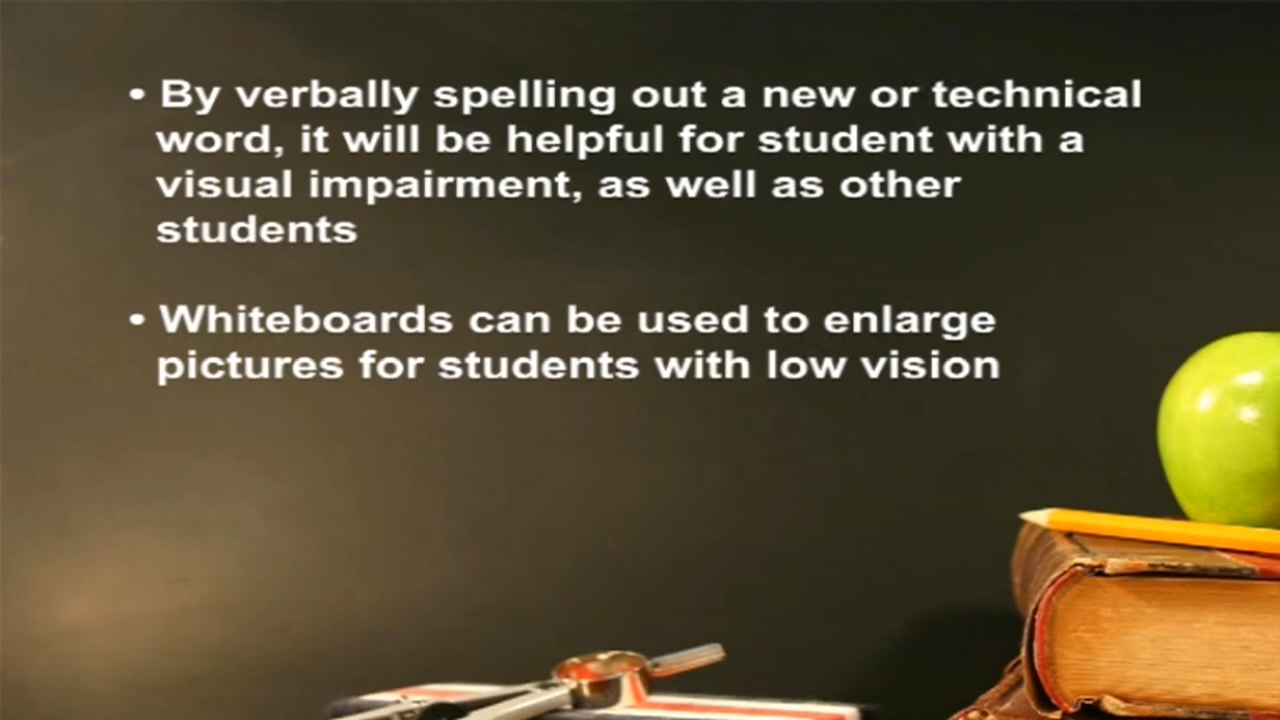 • By verbally spelling out a new or technical
word, it will be helpful for student with a
visual impairment, as well as other
students
• Whiteboards can be used to enlarge
pictures for students with low vision